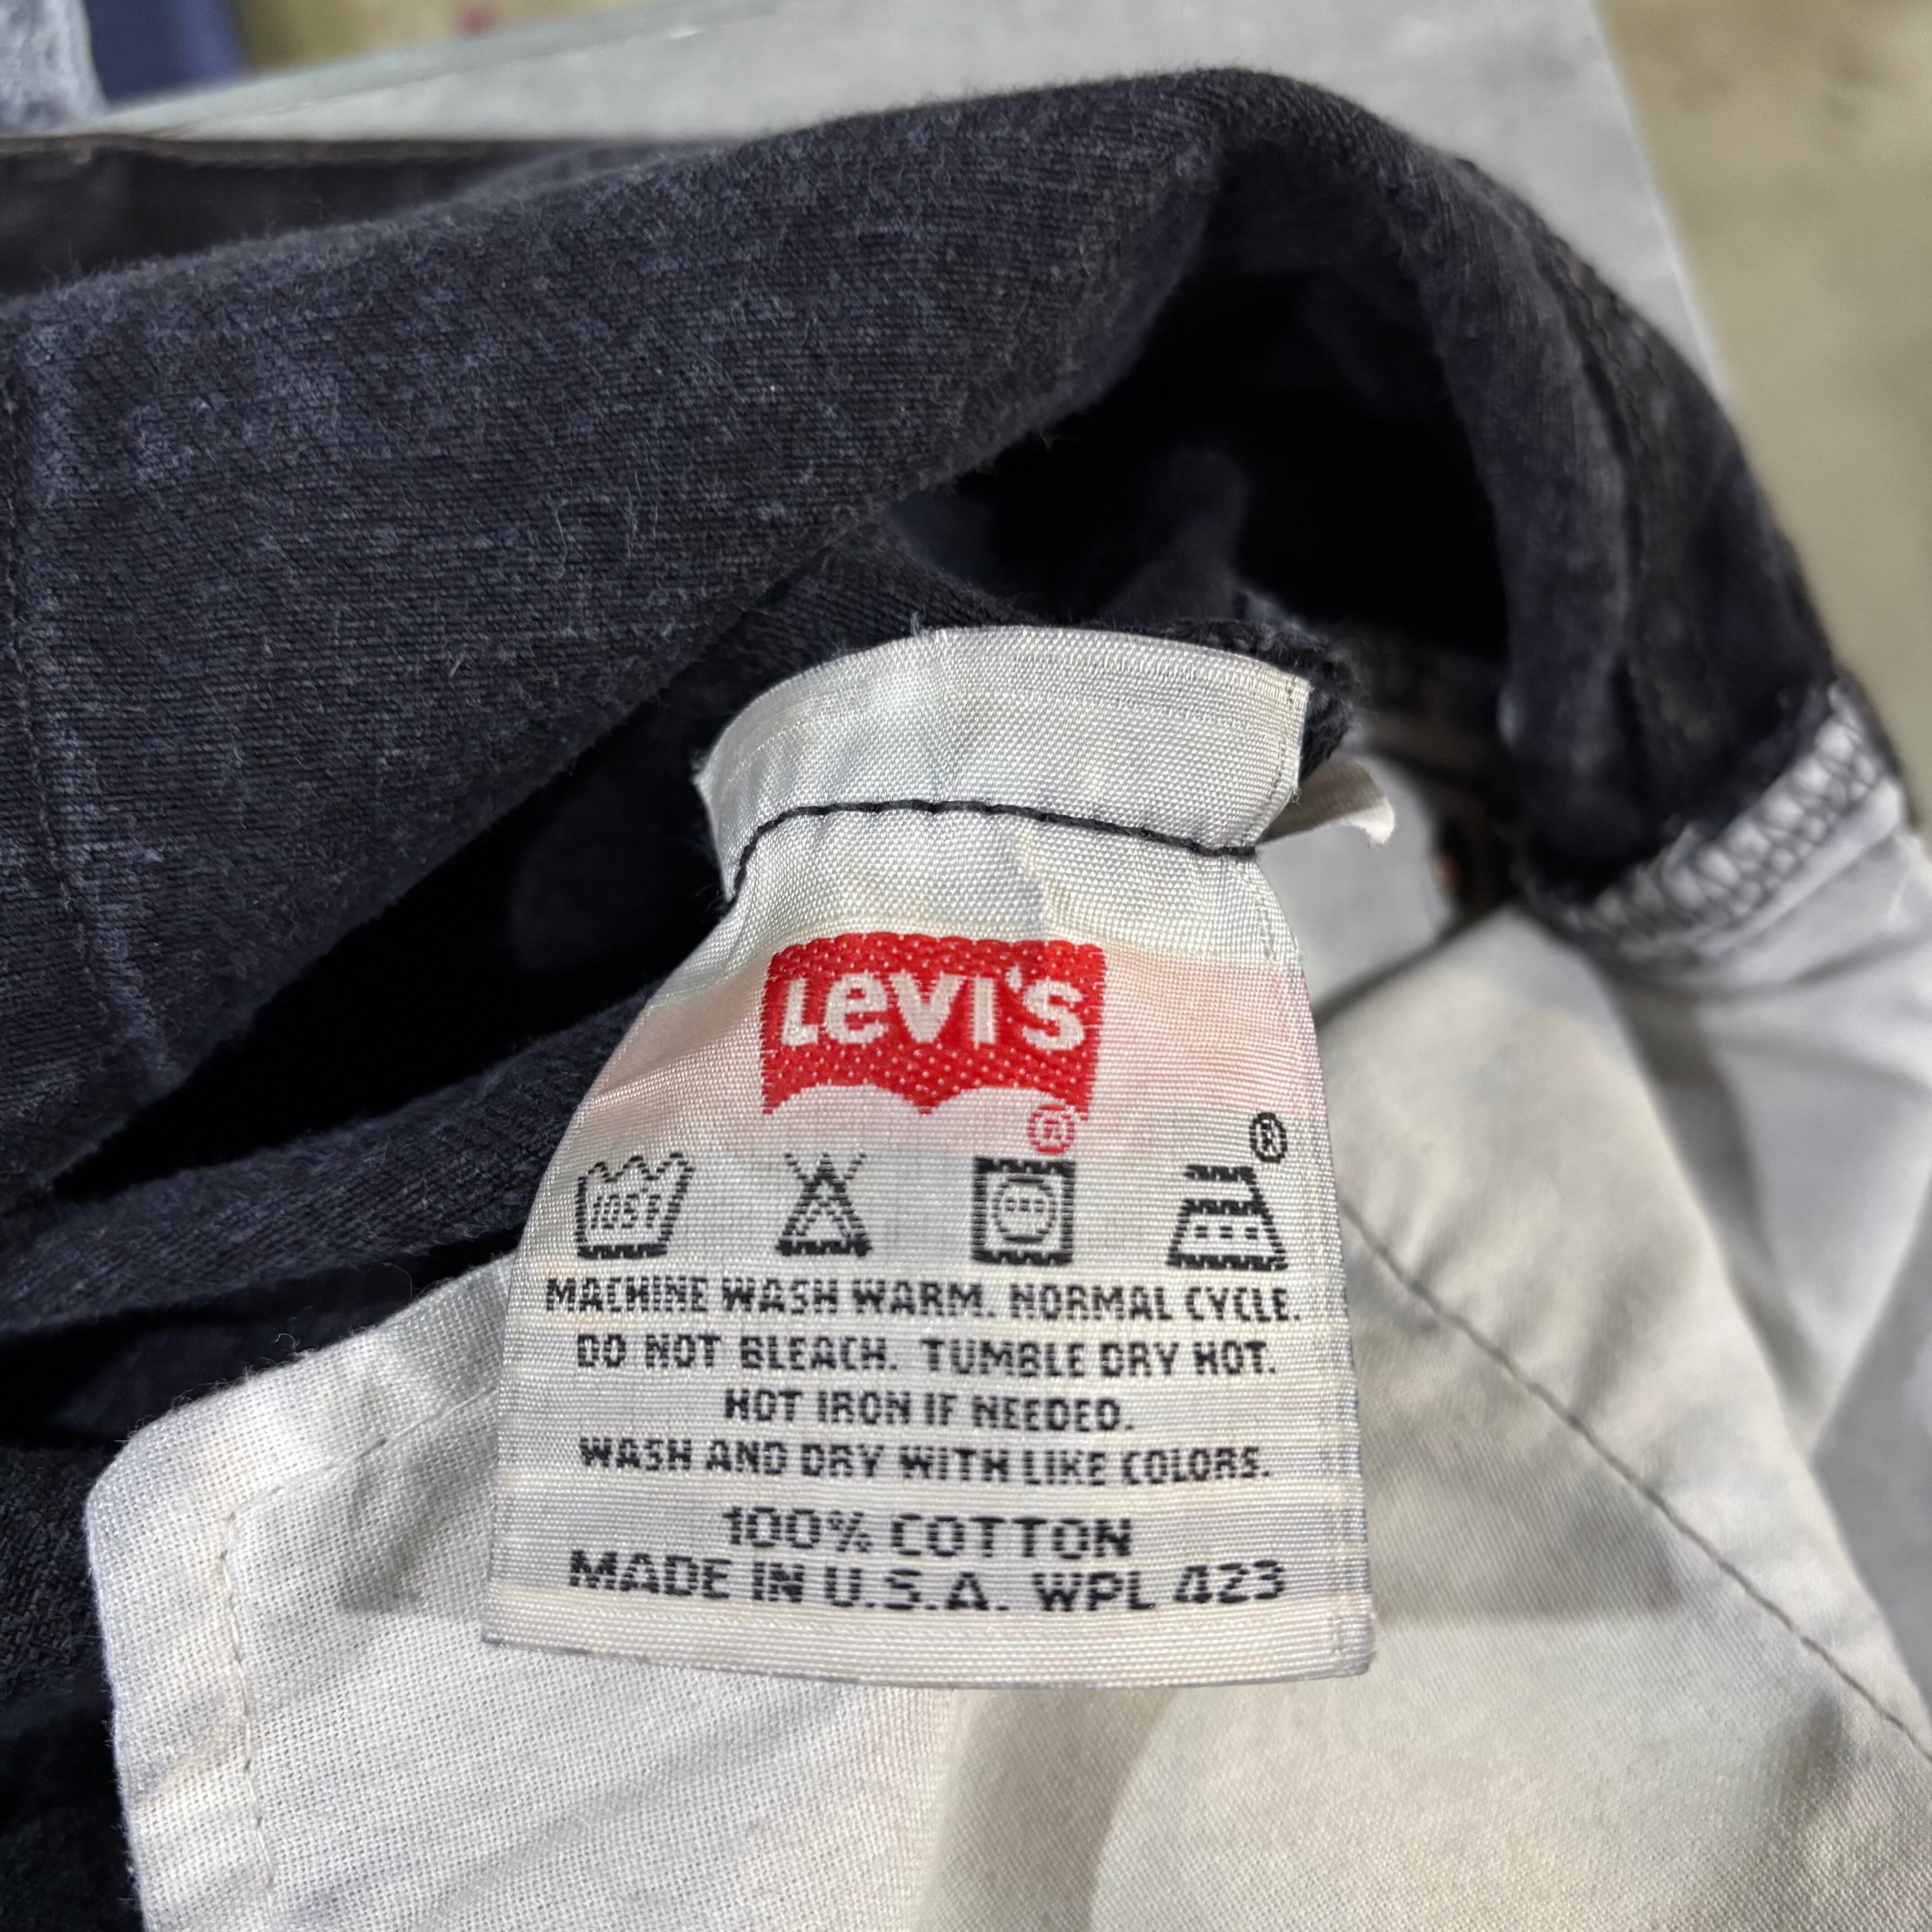 LEVI'S
®
®
105°F
MACHINE WASH WARM. NORMAL CYCLE.
DO NOT BLEACH. TUMBLE DRY HOT.
HOT IRON IF NEEDED.
WASH AND DRY WITH LIKE COLORS.
100% COTTON
MADE IN U.S.A. WPL 423